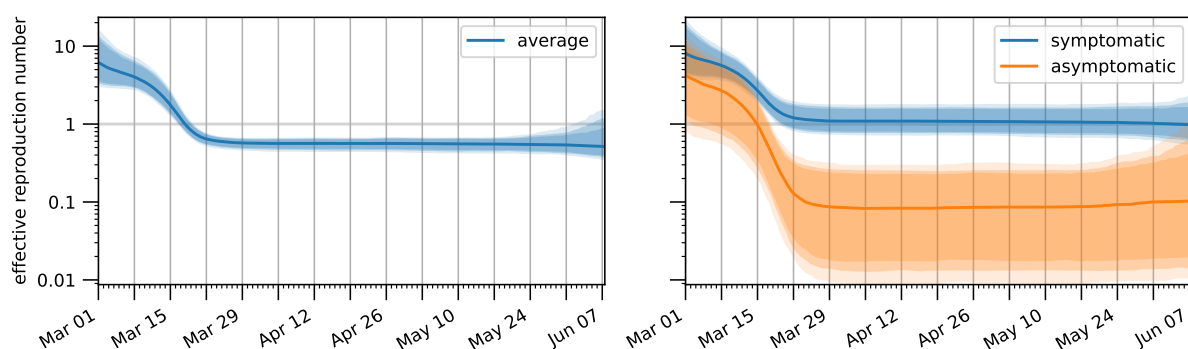 effective reproduction number
10
1
0.1
0.01
average
Mar 01
Mar 15
Mar 29
Apr 12
Apr 26
May 10
May 24
Jun 07
symptomatic
asymptomatic
Mar 01
Mar 15
Mar 29
Apr 12
Apr 26
May 10
May 24
Jun 07